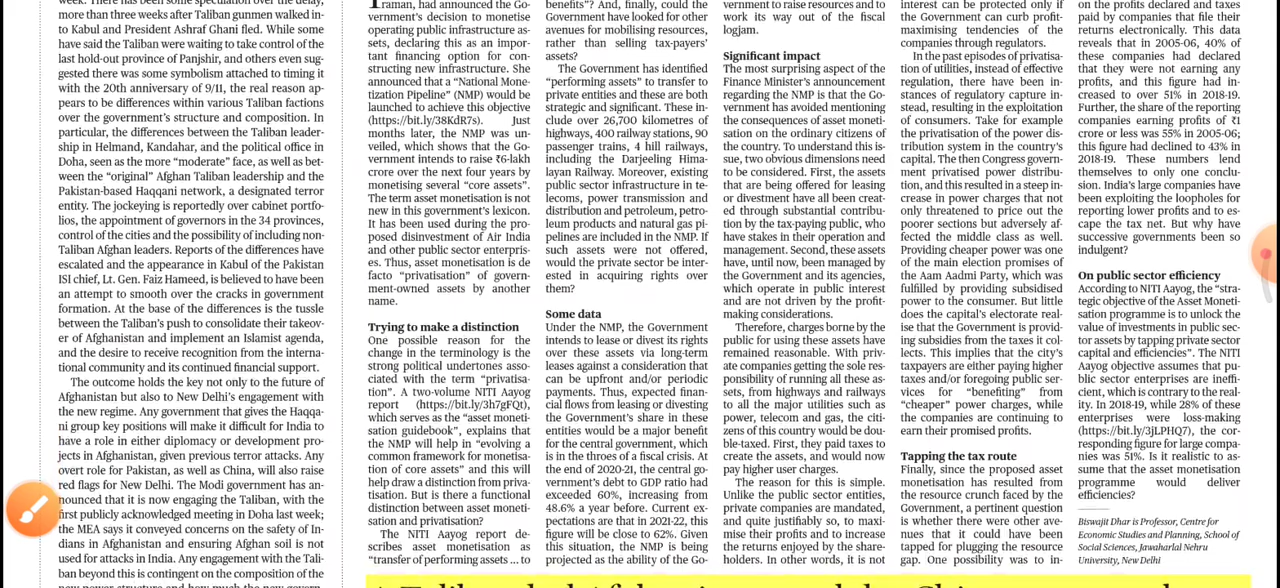 week. There has been some speculation over the delay,
more than three weeks after Taliban gunmen walked in-
to Kabul and President Ashraf Ghani fled. While some
have said the Taliban were waiting to take control of the
last hold-out province of Panjshir, and others even sug-
gested there was some symbolism attached to timing it
with the 20th anniversary of 9/11, the real reason ap-
pears to be differences within various Taliban factions
over the government's structure and composition. In
particular, the differences between the Taliban leader-
ship in Helmand, Kandahar, and the political office in
Doha, seen as the more "moderate" face, as well as bet-
ween the "original" Afghan Taliban leadership and the
Pakistan-based Haqqani network, a designated terror
entity. The jockeying is reportedly over cabinet portfo-
lios, the appointment of governors in the 34 provinces,
control of the cities and the possibility of including non-
Taliban Afghan leaders. Reports of the differences have
escalated and the appearance in Kabul of the Pakistan
ISI chief, Lt. Gen. Faiz Hameed, is believed to have been
an attempt to smooth over the cracks in government
formation. At the base of the differences is the tussle
between the Taliban's push to consolidate their takeov-
er of Afghanistan and implement an Islamist agenda,
and the desire to receive recognition from the interna-
tional community and its continued financial support.
The outcome holds the key not only to the future of
Afghanistan but also to New Delhi's engagement with
the new regime. Any government that gives the Haqqa-
ni group key positions will make it difficult for India to
have a role in either diplomacy or development pro-
jects in Afghanistan, given previous terror attacks. Any
overt role for Pakistan, as well as China, will also raise
red flags for New Delhi. The Modi government has an-
nounced that it is now engaging the Taliban, with the
first publicly acknowledged meeting in Doha last week;
the MEA says it conveyed concerns on the safety of In-
dians in Afghanistan and ensuring Afghan soil is not
used for attacks in India. Any engagement with the Tali-
ban beyond this is contingent on the composition of the
raman, had announced the Go-
vernment's decision to monetise
operating public infrastructure as-
sets, declaring this as an impor-
tant financing option for con-
structing new infrastructure. She
announced that a "National Mone-
tization Pipeline" (NMP) would be
launched to achieve this objective
(https://bit.ly/38KdR7s). Just
months later, the NMP was un-
veiled, which shows that the Go-
vernment intends to raise ₹6-lakh
crore over the next four years by
monetising several "core assets".
The term asset monetisation is not
new in this government's lexicon.
It has been used during the pro-
posed disinvestment of Air India
and other public sector enterpris-
es. Thus, asset monetisation is de
facto "privatisation" of govern-
ment-owned assets by another
name.
Trying to make a distinction
One possible reason for the
change in the terminology is the
strong political undertones asso-
ciated with the term "privatisa-
tion". A two-volume NITI Aayog
report (https://bit.ly/3h7gFQt),
which serves as the "asset moneti-
sation guidebook", explains that
the NMP will help in "evolving a
common framework for monetisa-
tion of core assets" and this will
help draw a distinction from priva-
tisation. But is there a functional
distinction between asset moneti-
sation and privatisation?
The NITI Aayog report de-
scribes asset monetisation as
"transfer of performing assets ... to
benefits"? And, finally, could the
Government have looked for other
avenues for mobilising resources,
rather than selling tax-payers'
assets?
The Government has identified
"performing assets" to transfer to
private entities and these are both
strategic and significant. These in-
clude over 26,700 kilometres of
highways, 400 railway stations, 90
passenger trains, 4 hill railways,
including the Darjeeling Hima-
layan Railway. Moreover, existing
public sector infrastructure in te-
lecoms, power transmission and
distribution and petroleum, petro-
leum products and natural gas pi-
pelines are included in the NMP. If
such assets were not offered,
would the private sector be inter-
ested in acquiring rights over
them?
Some data
Under the NMP, the Government
intends to lease or divest its rights
over these assets via long-term
leases against a consideration that
can be upfront and/or periodic
payments. Thus, expected finan-
cial flows from leasing or divesting
the Government's share in these
entities would be a major benefit
for the central government, which
is in the throes of a fiscal crisis. At
the end of 2020-21, the central go-
vernment's debt to GDP ratio had
exceeded 60%, increasing from
48.6% a year before. Current ex-
pectations are that in 2021-22, this
figure will be close to 62%. Given
this situation, the NMP is being
projected as the ability of the Go-
vernment to raise resources and to
work its way out of the fiscal
logjam.
Significant impact
The most surprising aspect of the
Finance Minister's announcement
regarding the NMP is that the Go-
vernment has avoided mentioning
the consequences of asset moneti-
sation on the ordinary citizens of
the country. To understand this is-
sue, two obvious dimensions need
to be considered. First, the assets
that are being offered for leasing
or divestment have all been creat-
ed through substantial contribu-
tion by the tax-paying public, who
have stakes in their operation and
management. Second, these assets
have, until now, been managed by
the Government and its agencies,
which operate in public interest
and are not driven by the profit-
making considerations.
Therefore, charges borne by the
public for using these assets have
remained reasonable. With priv-
ate companies getting the sole re-
sponsibility of running all these as-
sets, from highways and railways
to all the major utilities such as
power, telecom and gas, the citi-
zens of this country would be dou-
ble-taxed. First, they paid taxes to
create the assets, and would now
pay higher user charges.
The reason for this is simple.
Unlike the public sector entities,
private companies are mandated,
and quite justifiably so, to maxi-
mise their profits and to increase
the returns enjoyed by the share-
holders. In other words, it is not
interest can be protected only if
the Government can curb profit-
maximising tendencies of the
companies through regulators.
In the past episodes of privatisa-
tion of utilities, instead of effective
regulation, there have been in-
stances of regulatory capture in-
stead, resulting in the exploitation
of consumers. Take for example
the privatisation of the power dis-
tribution system in the country's
capital. The then Congress govern-
ment privatised power distribu-
tion, and this resulted in a steep in-
crease in power charges that not
only threatened to price out the
poorer sections but adversely af-
fected the middle class as well.
Providing cheaper power was one
of the main election promises of
the Aam Aadmi Party, which was
fulfilled by providing subsidised
power to the consumer. But little
does the capital's electorate real-
ise that the Government is provid-
ing subsidies from the taxes it col-
lects. This implies that the city's
taxpayers are either paying higher
taxes and/or foregoing public ser-
vices for "benefiting" from
"cheaper" power charges, while
the companies are continuing to
earn their promised profits.
Tapping the tax route
Finally, since the proposed asset
monetisation has resulted from
the resource crunch faced by the
Government, a pertinent question
is whether there were other ave-
nues that it could have been
tapped for plugging the resource
gap. One possibility was to in-
on the profits declared and taxes
paid by companies that file their
returns electronically. This data
reveals that in 2005-06, 40% of
these companies had declared
that they were not earning any
profits, and this figure had in-
creased to over 51% in 2018-19.
Further, the share of the reporting
companies earning profits of ₹1
crore or less was 55% in 2005-06;
this figure had declined to 43% in
2018-19. These numbers lend
themselves to only one conclu-
sion. India's large companies have
been exploiting the loopholes for
reporting lower profits and to es-
cape the tax net. But why have
successive governments been so
indulgent?
On public sector efficiency
According to NITI Aayog, the "stra-
tegic objective of the Asset Moneti-
sation programme is to unlock the
value of investments in public sec-
tor assets by tapping private sector
capital and efficiencies". The NITI
Aayog objective assumes that pu-
blic sector enterprises are ineffi-
cient, which is contrary to the real-
ity. In 2018-19, while 28% of these
enterprises were loss-making
(https://bit.ly/3jLPHQ7), the cor-
responding figure for large compa-
nies was 51%. Is it realistic to as-
sume that the asset monetisation
programme would deliver
efficiencies?
Biswajit Dhar is Professor, Centre for
Economic Studies and Planning, School of
Social Sciences, Jawaharlal Nehru
University, New Delhi